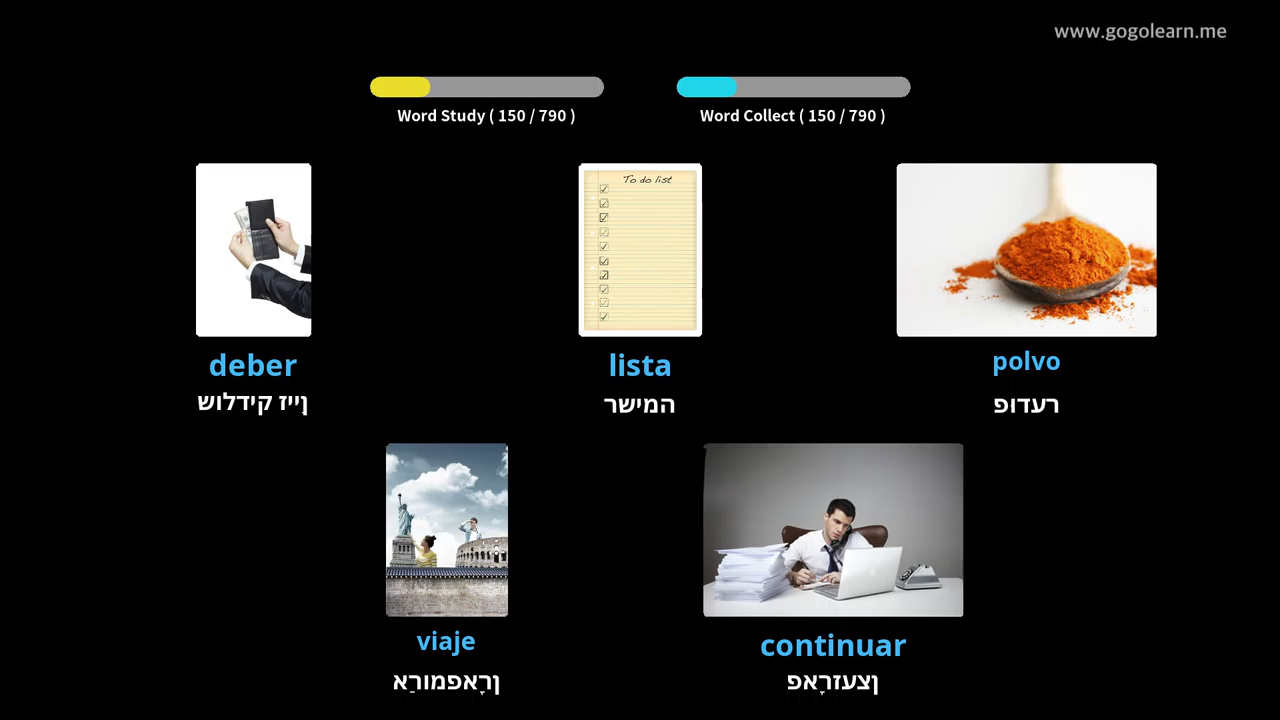 www.gogolearn.me
Word Study ( 150 / 790 )
Word Collect ( 150 / 790 )
deber
ןייז קידלוש
lista
המישר
polvo
רעדוּפ
viaje
ןרָאפמורַא
continuar
ןצעזרָאפ
To do list